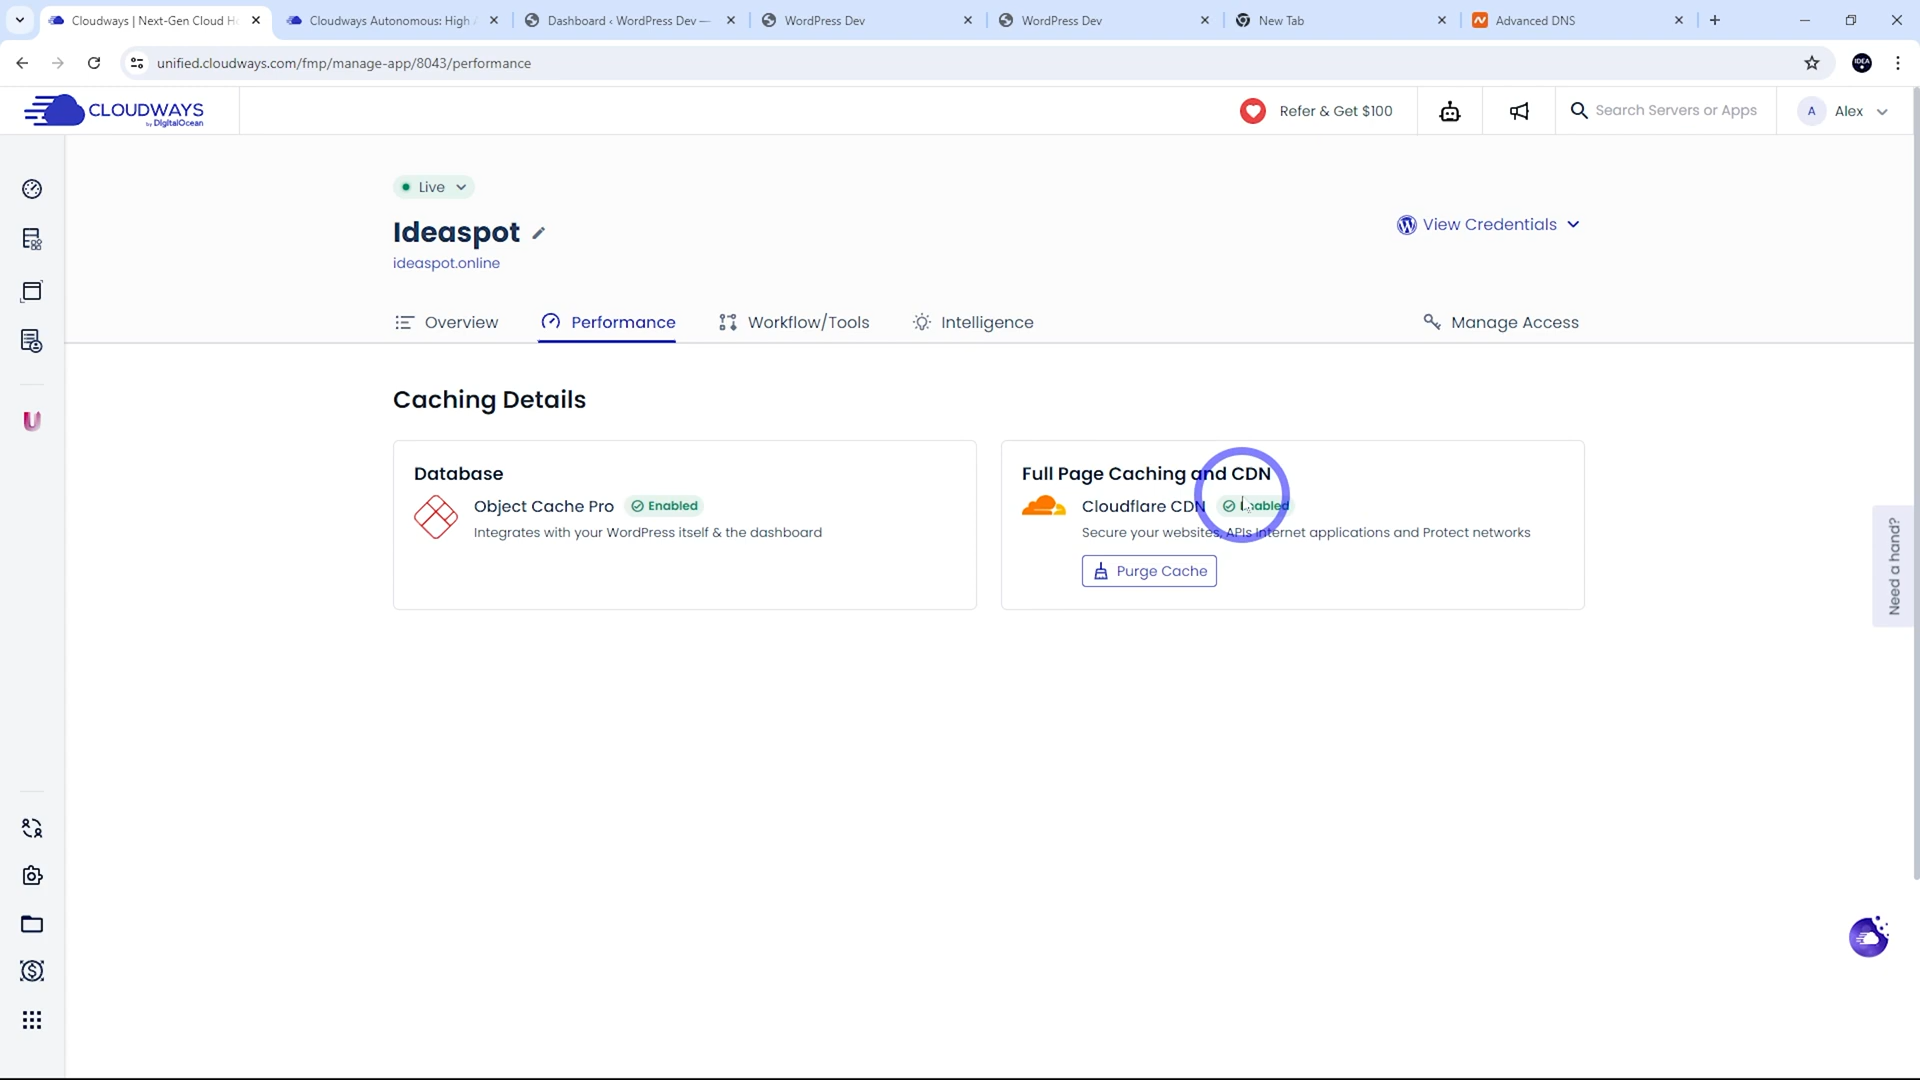 Cloudways | Next-Gen Cloud H
Cloudways Autonomous: High
Dashboard ‹ WordPress Dev —
WordPress Dev
WordPress Dev
New Tab
Advanced DNS
unified.cloudways.com/fmp/manage-app/8043/performance
IDEA
CLOUDWAYS
by DigitalOcean
Refer & Get $100
Search Servers or Apps
A
Alex
Live
Ideaspot
View Credentials
ideaspot.online
Overview
Performance
Workflow/Tools
Intelligence
Manage Access
Caching Details
Database
Object Cache Pro
Enabled
Integrates with your WordPress itself & the dashboard
Full Page Caching and CDN
Cloudflare CDN
Enabled
Secure your websites, APIs Internet applications and Protect networks
Purge Cache
Need a hand?